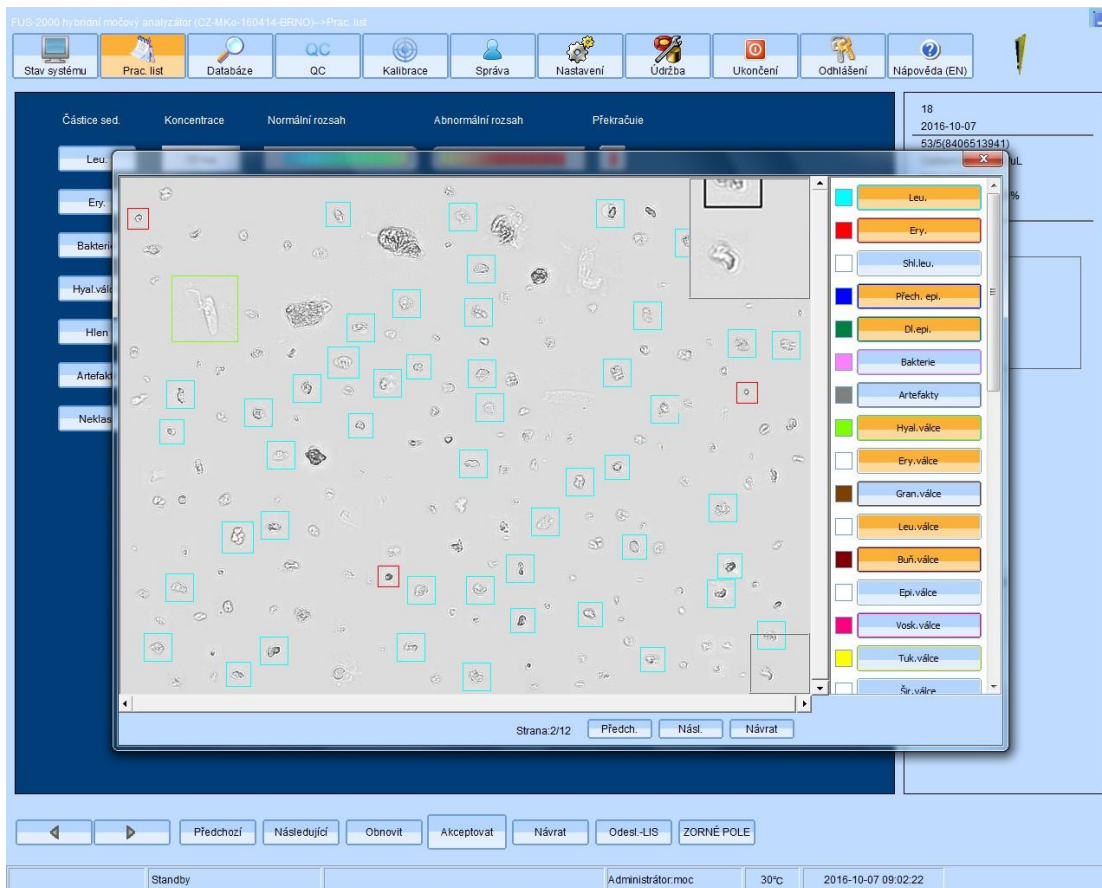 FUS-2000 hybridní močový analyzátor (CZ-MKo-160414-BRNO)-->Prac. list
Stav systému
Prac. list
Databáze
QC
QC
Kalibrace
Správa
Nastavení
Údržba
Ukončení
Odhlášení
Nápověda (EN)
Částice sed.
Koncentrace
Normální rozsah
Abnormální rozsah
Překračuje
18
2016-10-07
53/5(8406513941)
uL
%
Leu.
Ery.
Bakterie
Hyal.válc
Hlen
Artefakt
Neklas
Leu.
Ery.
Shl.leu.
Přech. epi.
Dl.epi.
Bakterie
Artefakty
Hyal.válce
Ery.válce
Gran.válce
Leu.válce
Buň.válce
Epi.válce
Vosk.válce
Tuk.válce
Šir.válce
Strana:2/12
Předch.
Násl.
Návrat
Předchozí
Následující
Obnovit
Akceptovat
Návrat
Odesl.-LIS
ZORNÉ POLE
Standby
Administrátor:moc
30°C
2016-10-07 09:02:22